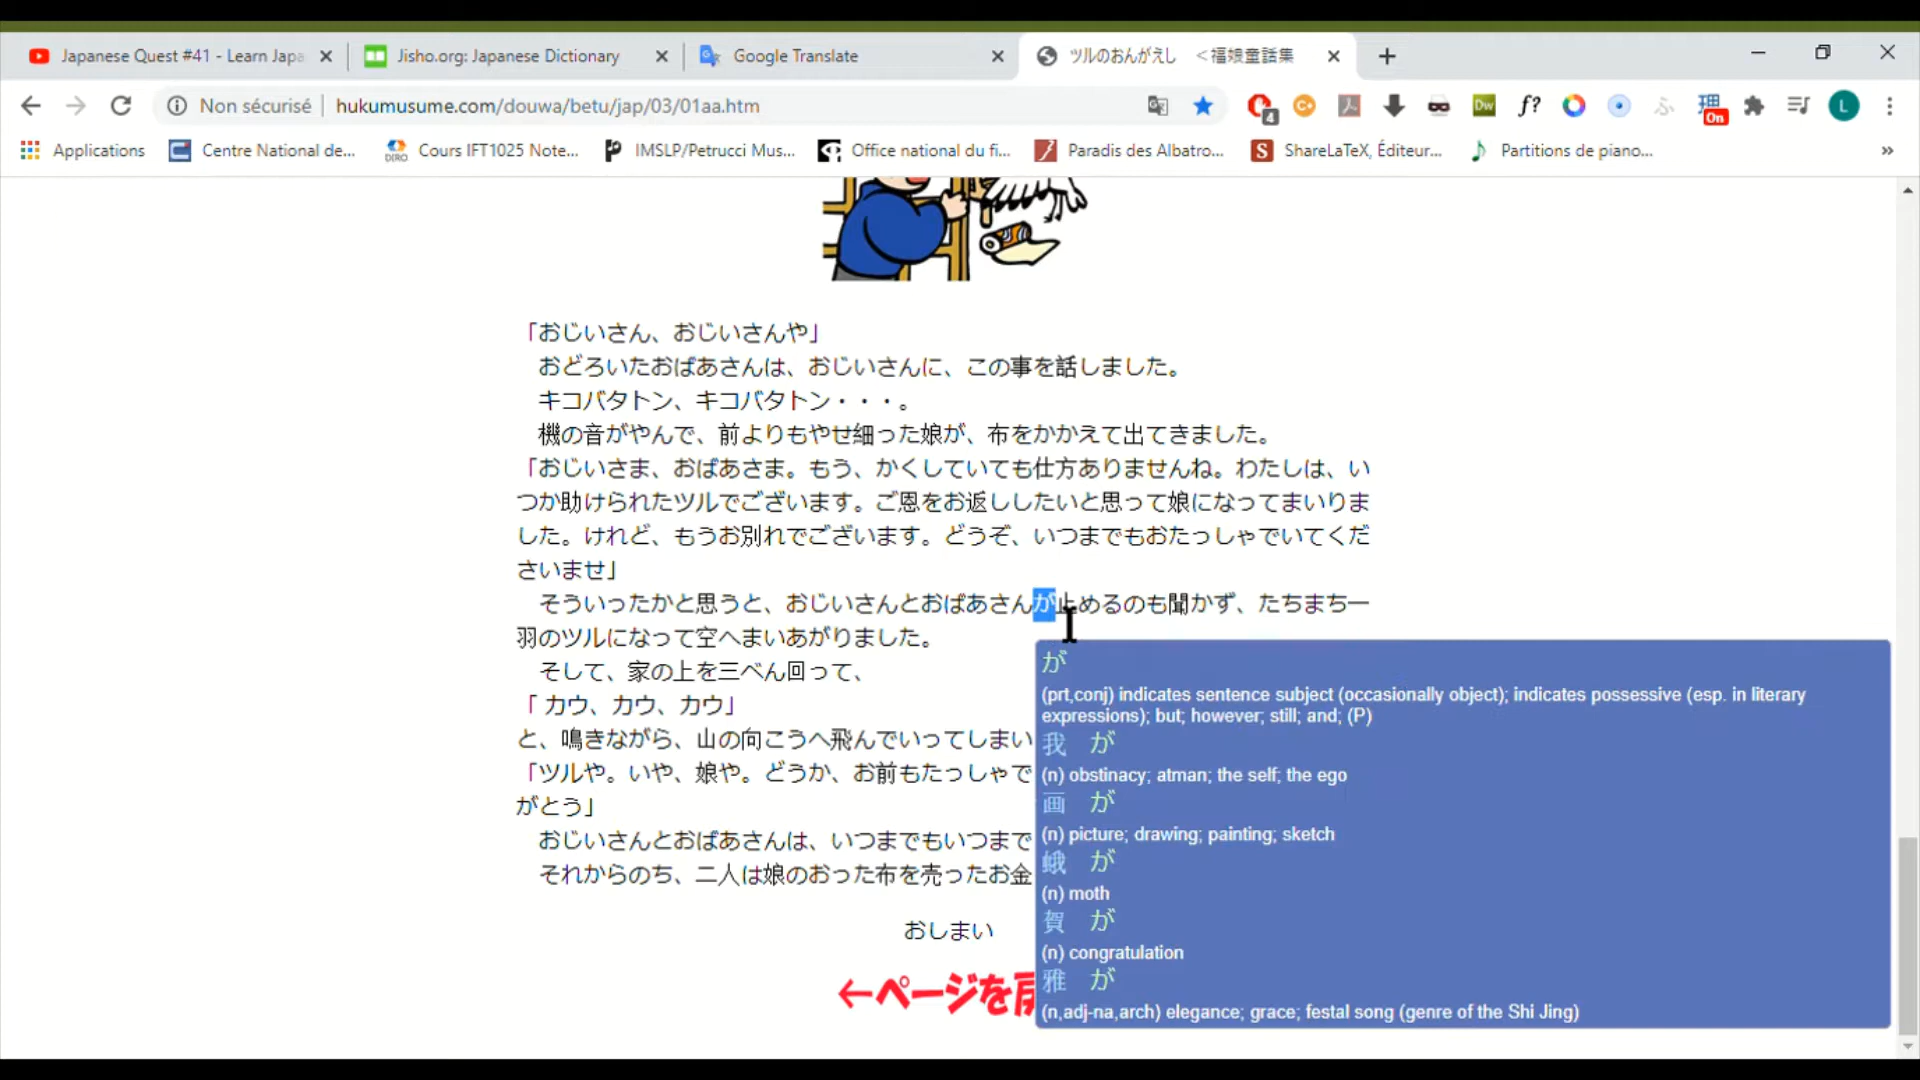 Japanese Quest #41 - Learn Japa
Jisho.org: Japanese Dictionary
Google Translate
ツルのおんがえし <福娘童話集
Non sécurisé
hukumusume.com/douwa/betu/jap/03/01aa.htm
4
Dw
f?
On
L
Applications
Centre National de...
DIRO
Cours IFT1025 Note...
IMSLP/Petrucci Mus...
Office national du fi...
Paradis des Albatro...
S
ShareLaTeX, Éditeur...
Partitions de piano...
»
「おじいさん、おじいさんや」
おどろいたおばあさんは、おじいさんに、この事を話しました。
キコバタトン、キコバタトン・・・。
機の音がやんで、前よりもやせ細った娘が、布をかかえて出てきました。
「おじいさま、おばあさま。もう、かくしていても仕方ありませんね。わたしは、い
つか助けられたツルでございます。ご恩をお返ししたいと思って娘になってまいりま
した。けれど、もうお別れでございます。どうぞ、いつまでもおたっしゃでいてくだ
さいませ」
そういったかと思うと、おじいさんとおばあさんが止めるのも聞かず、たちまち一
羽のツルになって空へまいあがりました。
そして、家の上を三べん回って、
「カウ、カウ、カウ」
と、鳴きながら、山の向こうへ飛んでいってしまい
「ツルや。いや、娘や。どうか、お前もたっしゃで
がとう」
おじいさんとおばあさんは、いつまでもいつまで
それからのち、二人は娘のおった布を売ったお金
おしまい
←ページを戻
が
(prt,conj) indicates sentence subject (occasionally object); indicates possessive (esp. in literary
expressions); but; however; still; and; (P)
我 が
(n) obstinacy; atman; the self; the ego
画 が
(n) picture; drawing; painting; sketch
蛾 が
(n) moth
賀 が
(n) congratulation
雅 が
(n,adj-na,arch) elegance; grace; festal song (genre of the Shi Jing)